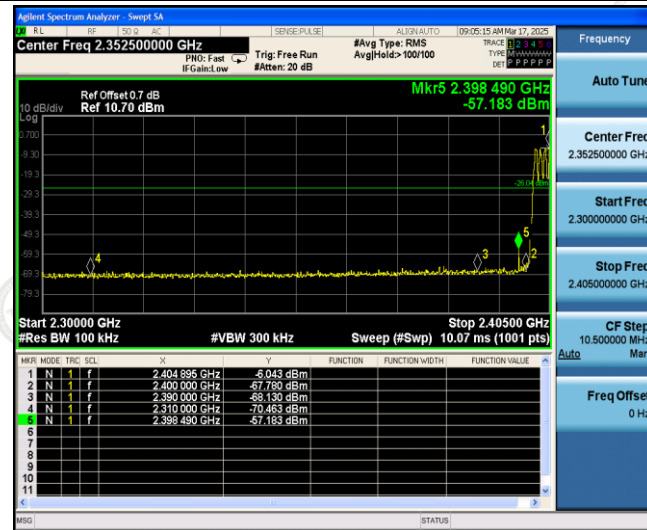 Agilent Spectrum Analyzer - Swept SA
RL RF 50 Ω AC SENSE:PULSE ALIGN AUTO 09:05:15 AM Mar 17, 2025
Center Freq 2.352500000 GHz
PNO: Fast
IFGain:Low
Trig: Free Run
#Atten: 20 dB
#Avg Type: RMS
Avg|Hold:> 100/100
TRACE 1 2 3 4 5 6
TYPE M
DET P P P P P P
Mkr5 2.398 490 GHz
-57.183 dBm
Ref Offset 0.7 dB
Ref 10.70 dBm
10 dB/div
Log
0.700
-9.30
-19.3
-29.3
-39.3
-49.3
-59.3
-69.3
-79.3
-26.04 dBm
1
5
4
3
2
Start 2.30000 GHz
Stop 2.40500 GHz
#Res BW 100 kHz
#VBW 300 kHz
Sweep (#Swp) 10.07 ms (1001 pts)
MKR MODE TRC SCL X Y FUNCTION FUNCTION WIDTH FUNCTION VALUE
1 N 1 f 2.404 895 GHz -6.043 dBm
2 N 1 f 2.400 000 GHz -67.780 dBm
3 N 1 f 2.390 000 GHz -68.130 dBm
4 N 1 f 2.310 000 GHz -70.463 dBm
5 N 1 f 2.398 490 GHz -57.183 dBm
6
7
8
9
10
11
MSG
STATUS
Frequency
Auto Tune
Center Freq
2.352500000 GHz
Start Freq
2.300000000 GHz
Stop Freq
2.405000000 GHz
CF Step
10.500000 MHz
Auto Man
Freq Offset
0 Hz